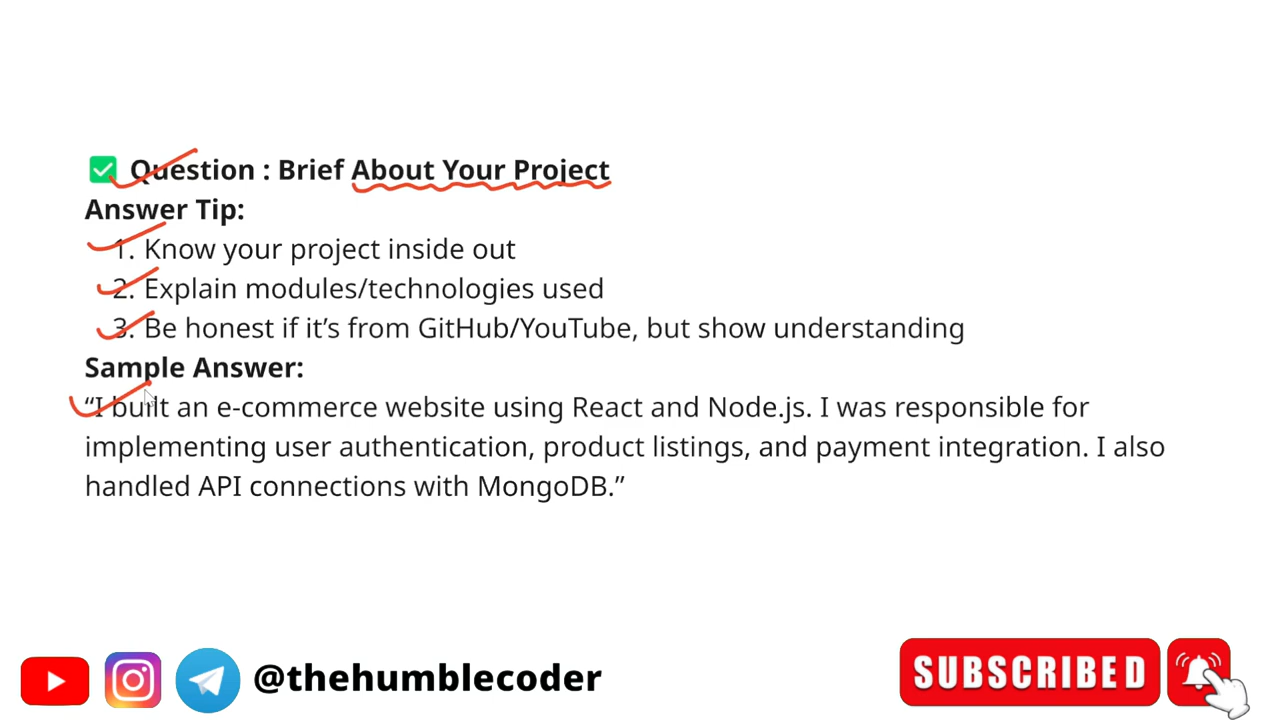 ✅ Question : Brief About Your Project
Answer Tip:
1. Know your project inside out
2. Explain modules/technologies used
3. Be honest if it’s from GitHub/YouTube, but show understanding
Sample Answer:
“I built an e-commerce website using React and Node.js. I was responsible for
implementing user authentication, product listings, and payment integration. I also
handled API connections with MongoDB.”
@thehumblecoder
SUBSCRIBED